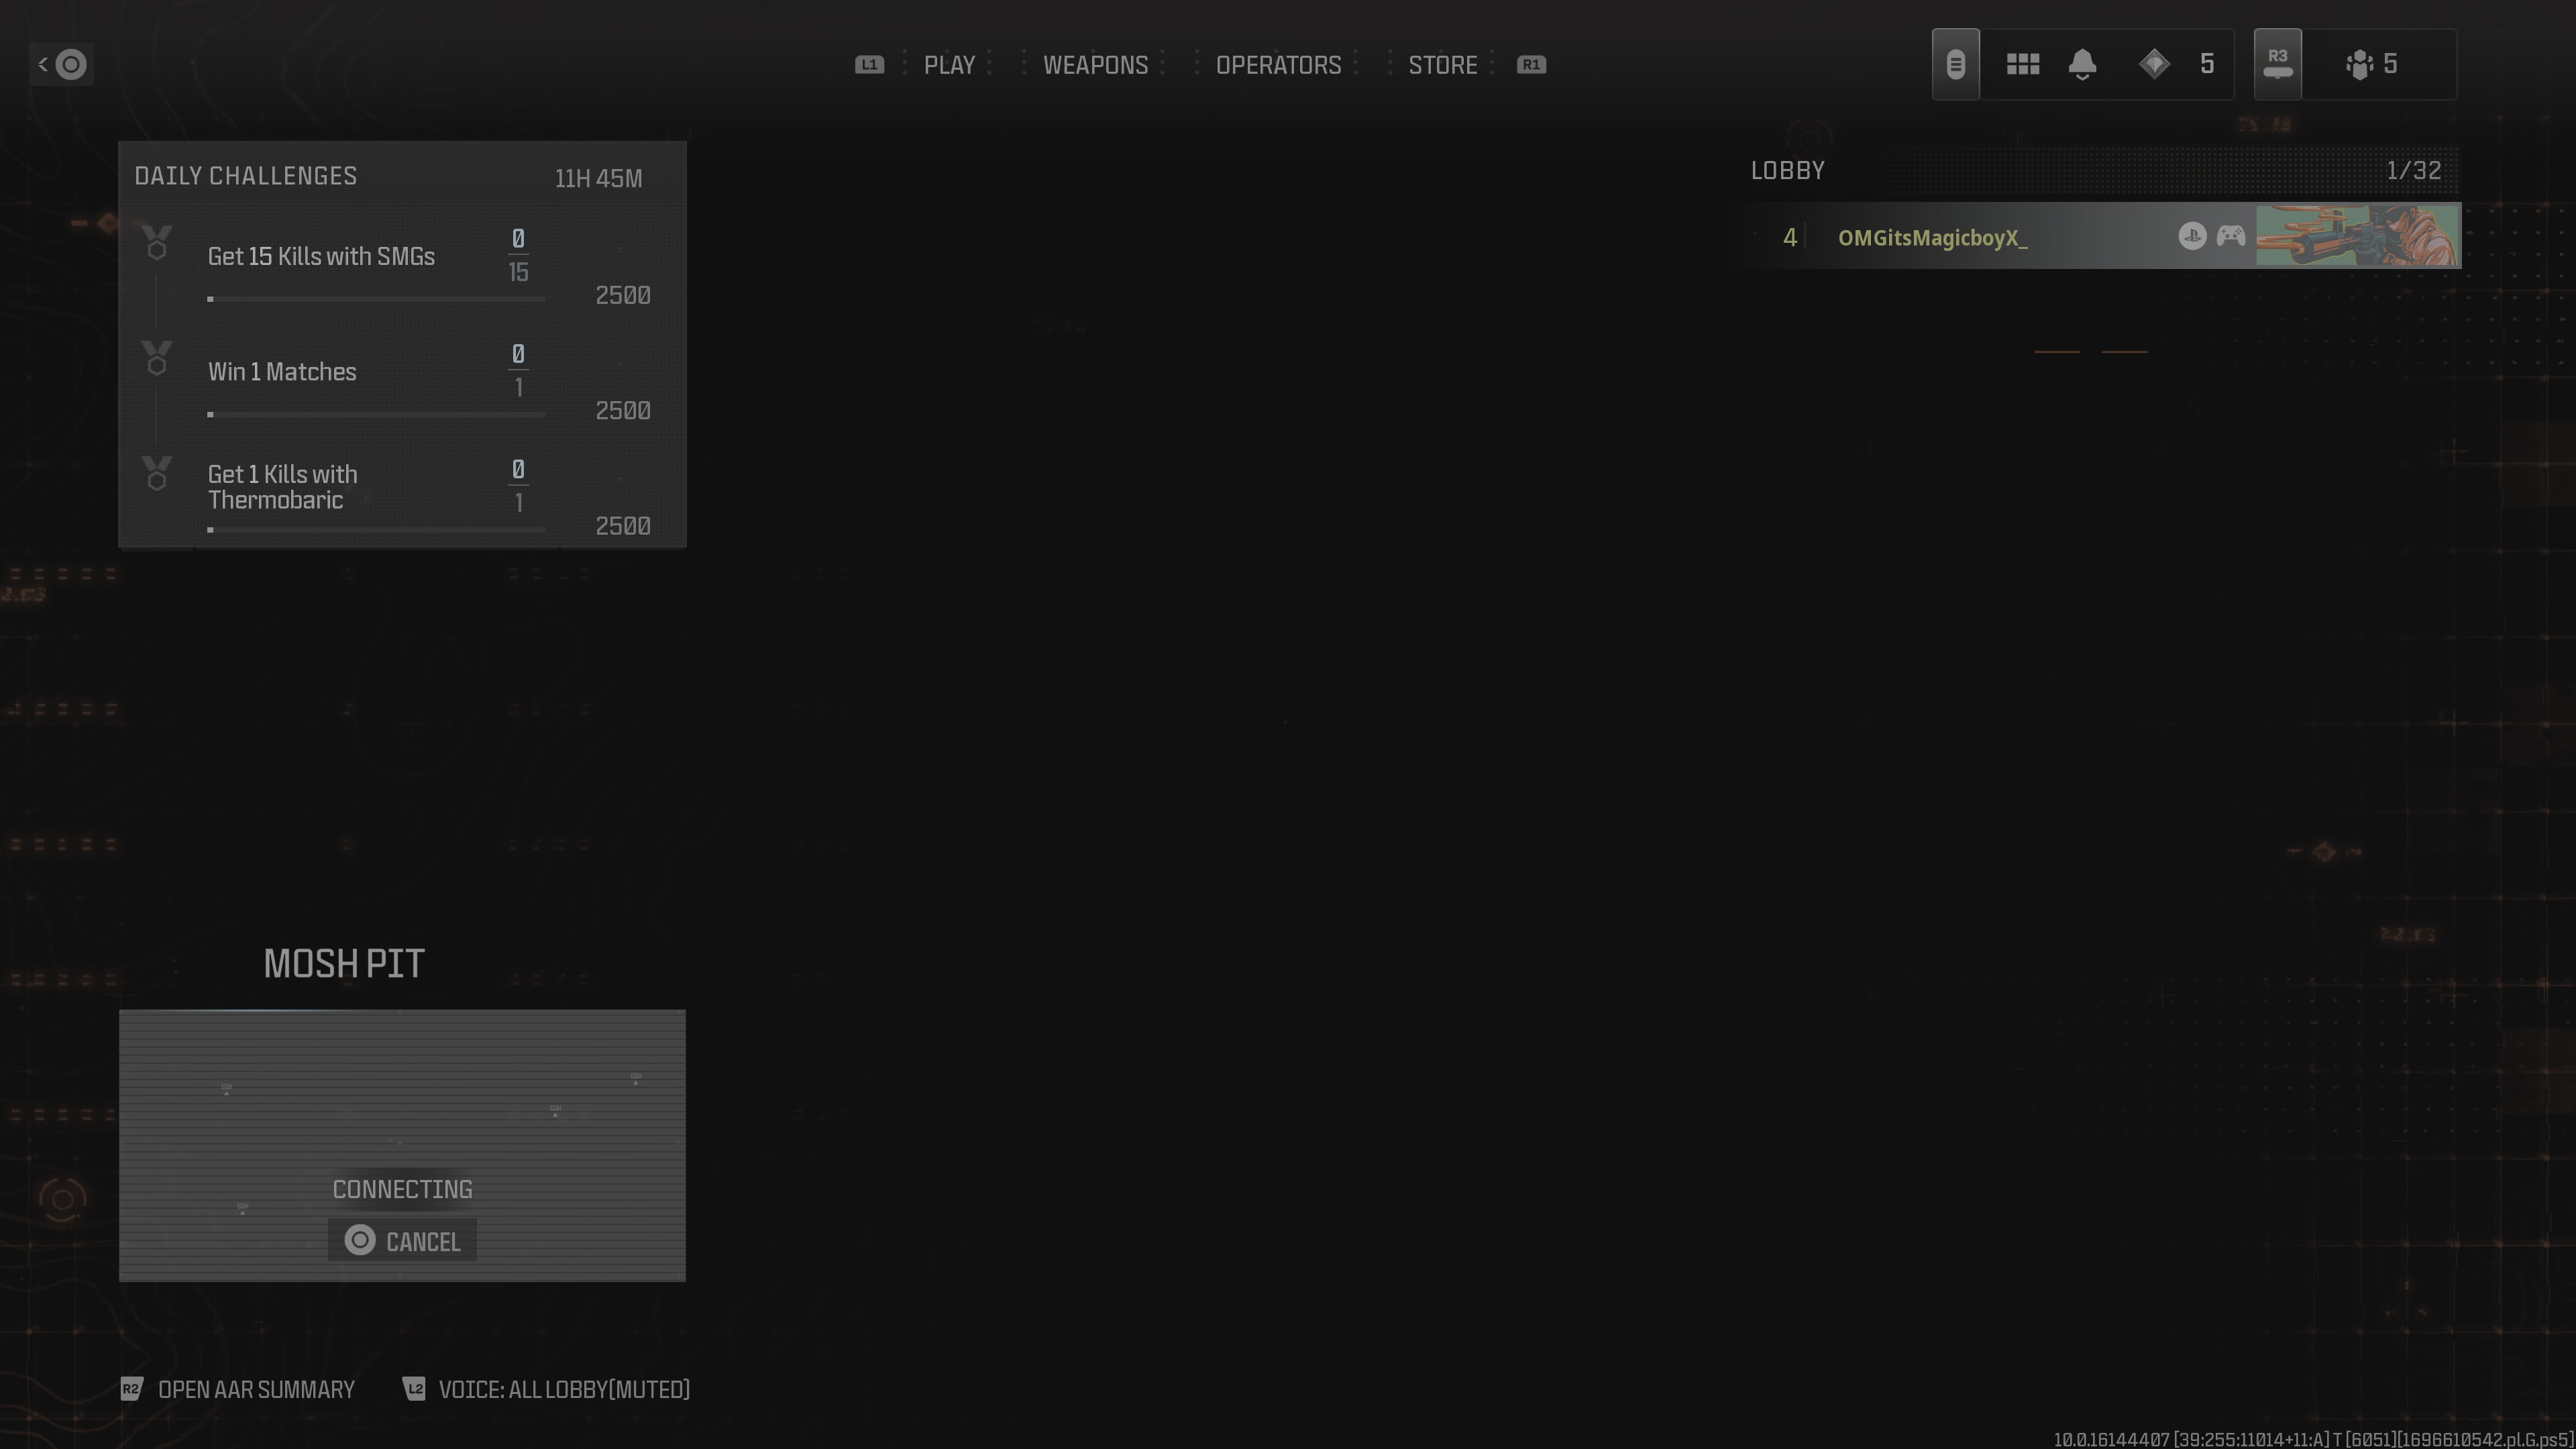 L1 PLAY WEAPONS OPERATORS STORE R1
5
R3
5
DAILY CHALLENGES 11H 45M
Get 15 Kills with SMGs
0
15
2500
Win 1 Matches
0
1
2500
Get 1 Kills with
Thermobaric
0
1
2500
LOBBY 1/32
4 OMGitsMagicboyX_
MOSH PIT
CONNECTING
CANCEL
R2 OPEN AAR SUMMARY L2 VOICE: ALL LOBBY[MUTED]
10.0.16144407 [39:255:11014+11:A] T [6051][1696610542.pl.G.ps5]